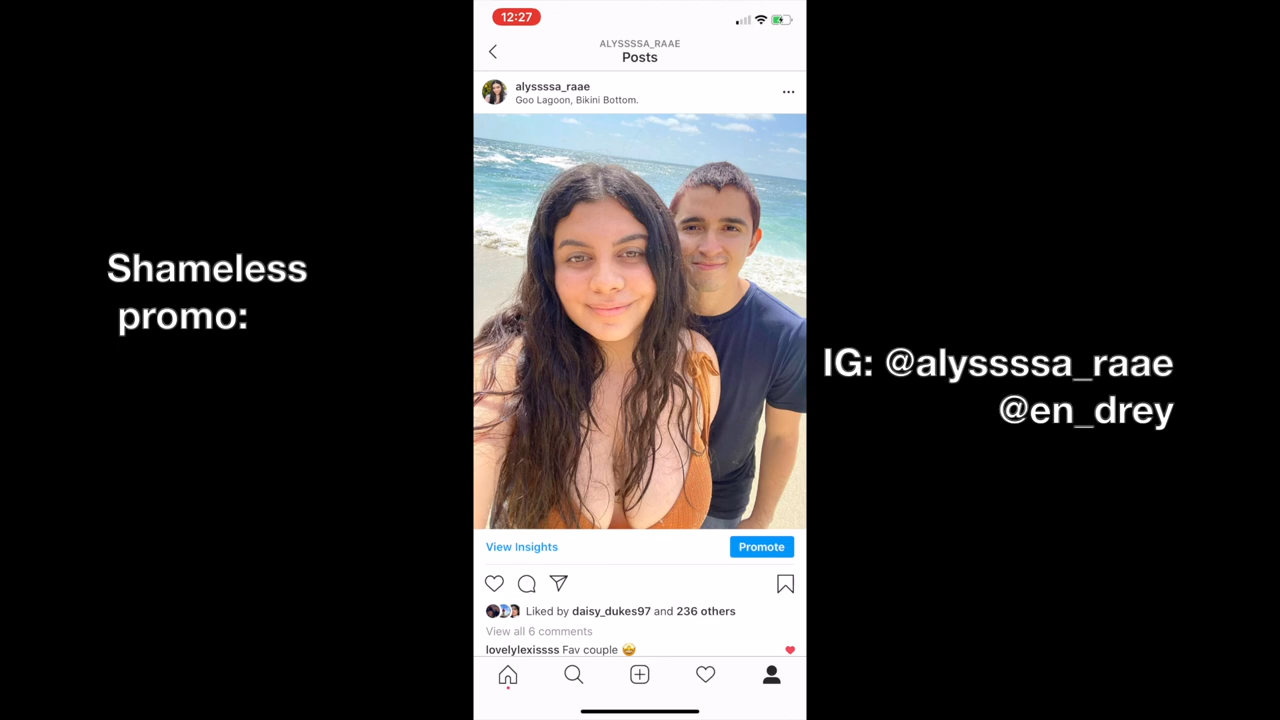 12:27
ALYSSSSA_RAAE
Posts
alyssssa_raae
Goo Lagoon, Bikini Bottom.
Shameless
promo:
IG: @alyssssa_raae
@en_drey
View Insights
Promote
Liked by daisy_dukes97 and 236 others
View all 6 comments
lovelylexissss Fav couple 🤩